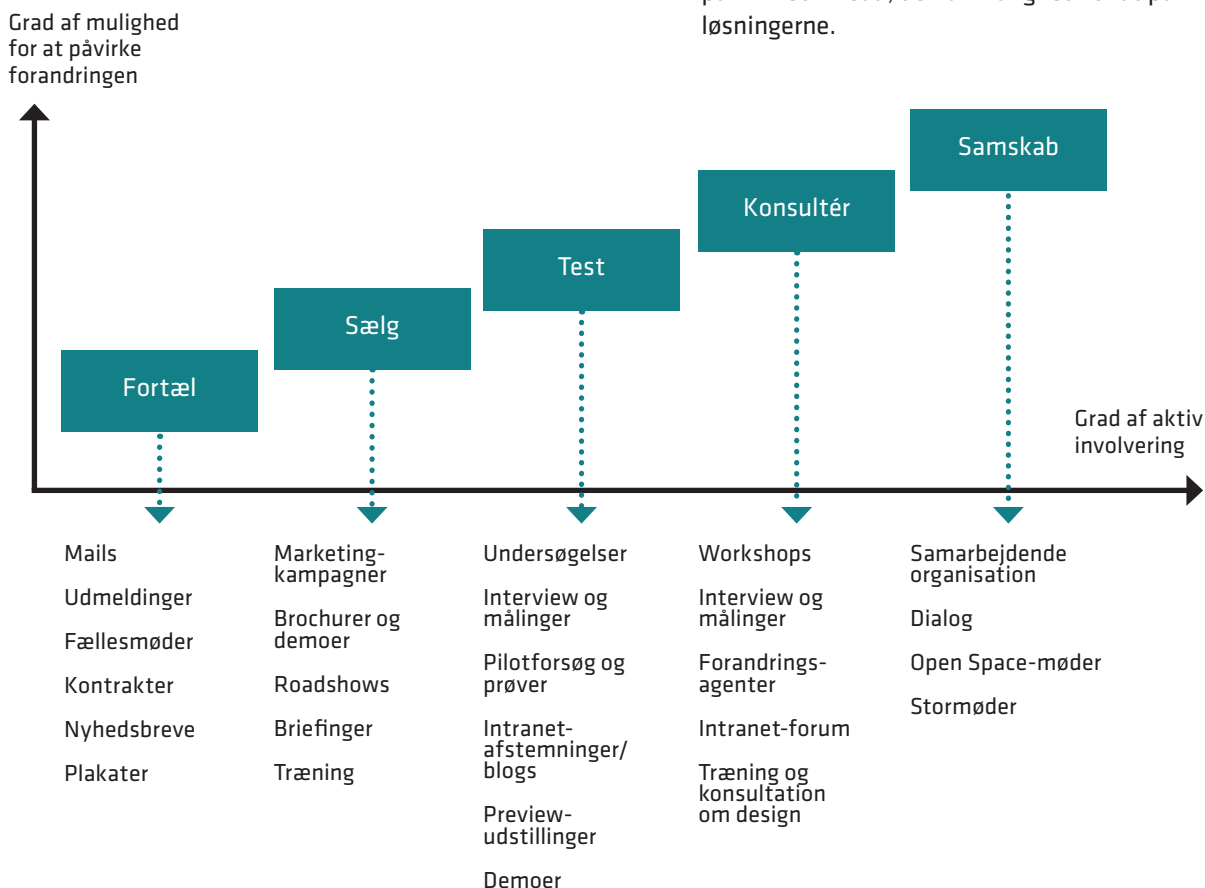 løsningerne.
Grad af mulighed
for at påvirke
forandringen
Samskab
Konsultér
Test
Sælg
Fortæl
Grad af aktiv
involvering
Mails
Udmeldinger
Fællesmøder
Kontrakter
Nyhedsbreve
Plakater
Marketing-
kampagner
Brochurer og
demoer
Roadshows
Briefinger
Træning
Undersøgelser
Interview og
målinger
Pilotforsøg og
prøver
Intranet-
afstemninger/
blogs
Preview-
udstillinger
Demoer
Workshops
Interview og
målinger
Forandrings-
agenter
Intranet-forum
Træning og
konsultation
om design
Samarbejdende
organisation
Dialog
Open Space-møder
Stormøder